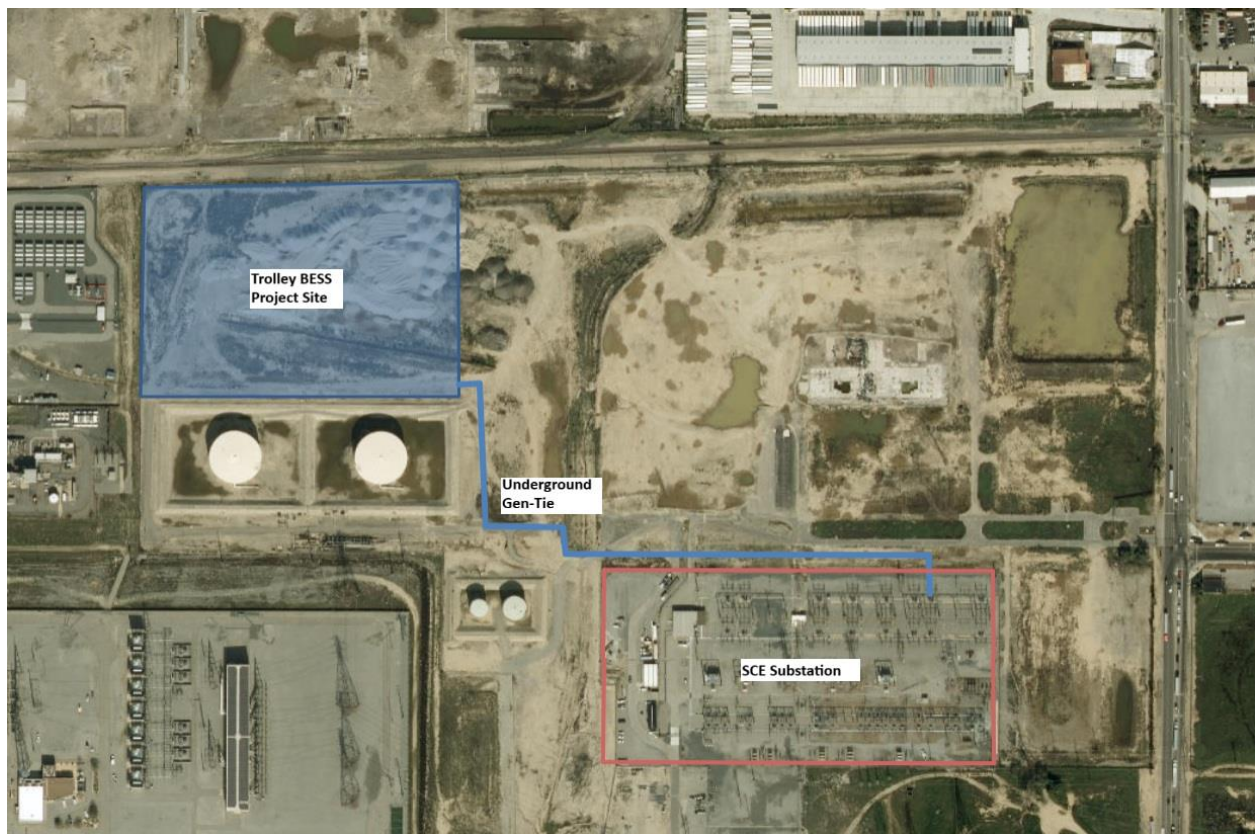 Trolley BESS
Project Site
Underground
Gen-Tie
SCE Substation